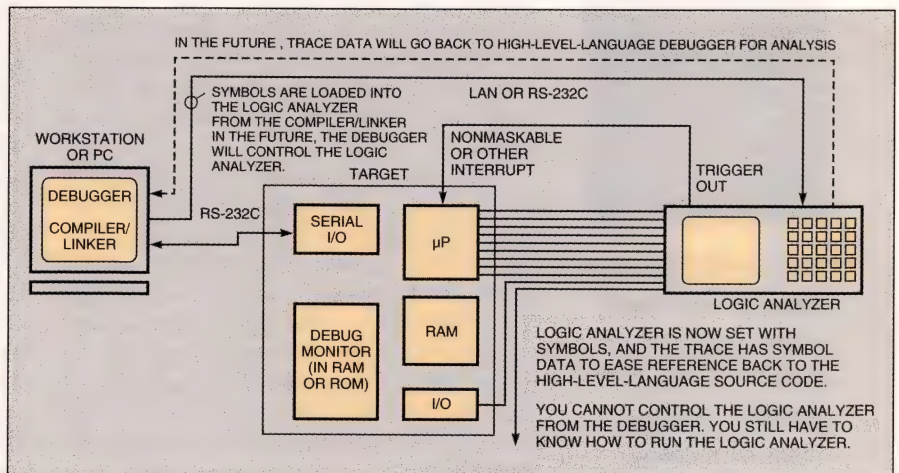 IN THE FUTURE , TRACE DATA WILL GO BACK TO HIGH-LEVEL-LANGUAGE DEBUGGER FOR ANALYSIS
SYMBOLS ARE LOADED INTO
THE LOGIC ANALYZER
FROM THE COMPILER/LINKER
IN THE FUTURE, THE DEBUGGER
WILL CONTROL THE LOGIC
ANALYZER.
LAN OR RS-232C
WORKSTATION
OR PC
NONMASKABLE
OR OTHER
INTERRUPT
TRIGGER
OUT
TARGET
DEBUGGER
COMPILER/
LINKER
RS-232C
SERIAL
I/O
µP
LOGIC ANALYZER
DEBUG
MONITOR
(IN RAM
OR ROM)
RAM
I/O
LOGIC ANALYZER IS NOW SET WITH
SYMBOLS, AND THE TRACE HAS SYMBOL
DATA TO EASE REFERENCE BACK TO THE
HIGH-LEVEL-LANGUAGE SOURCE CODE.
YOU CANNOT CONTROL THE LOGIC ANALYZER
FROM THE DEBUGGER. YOU STILL HAVE TO
KNOW HOW TO RUN THE LOGIC ANALYZER.